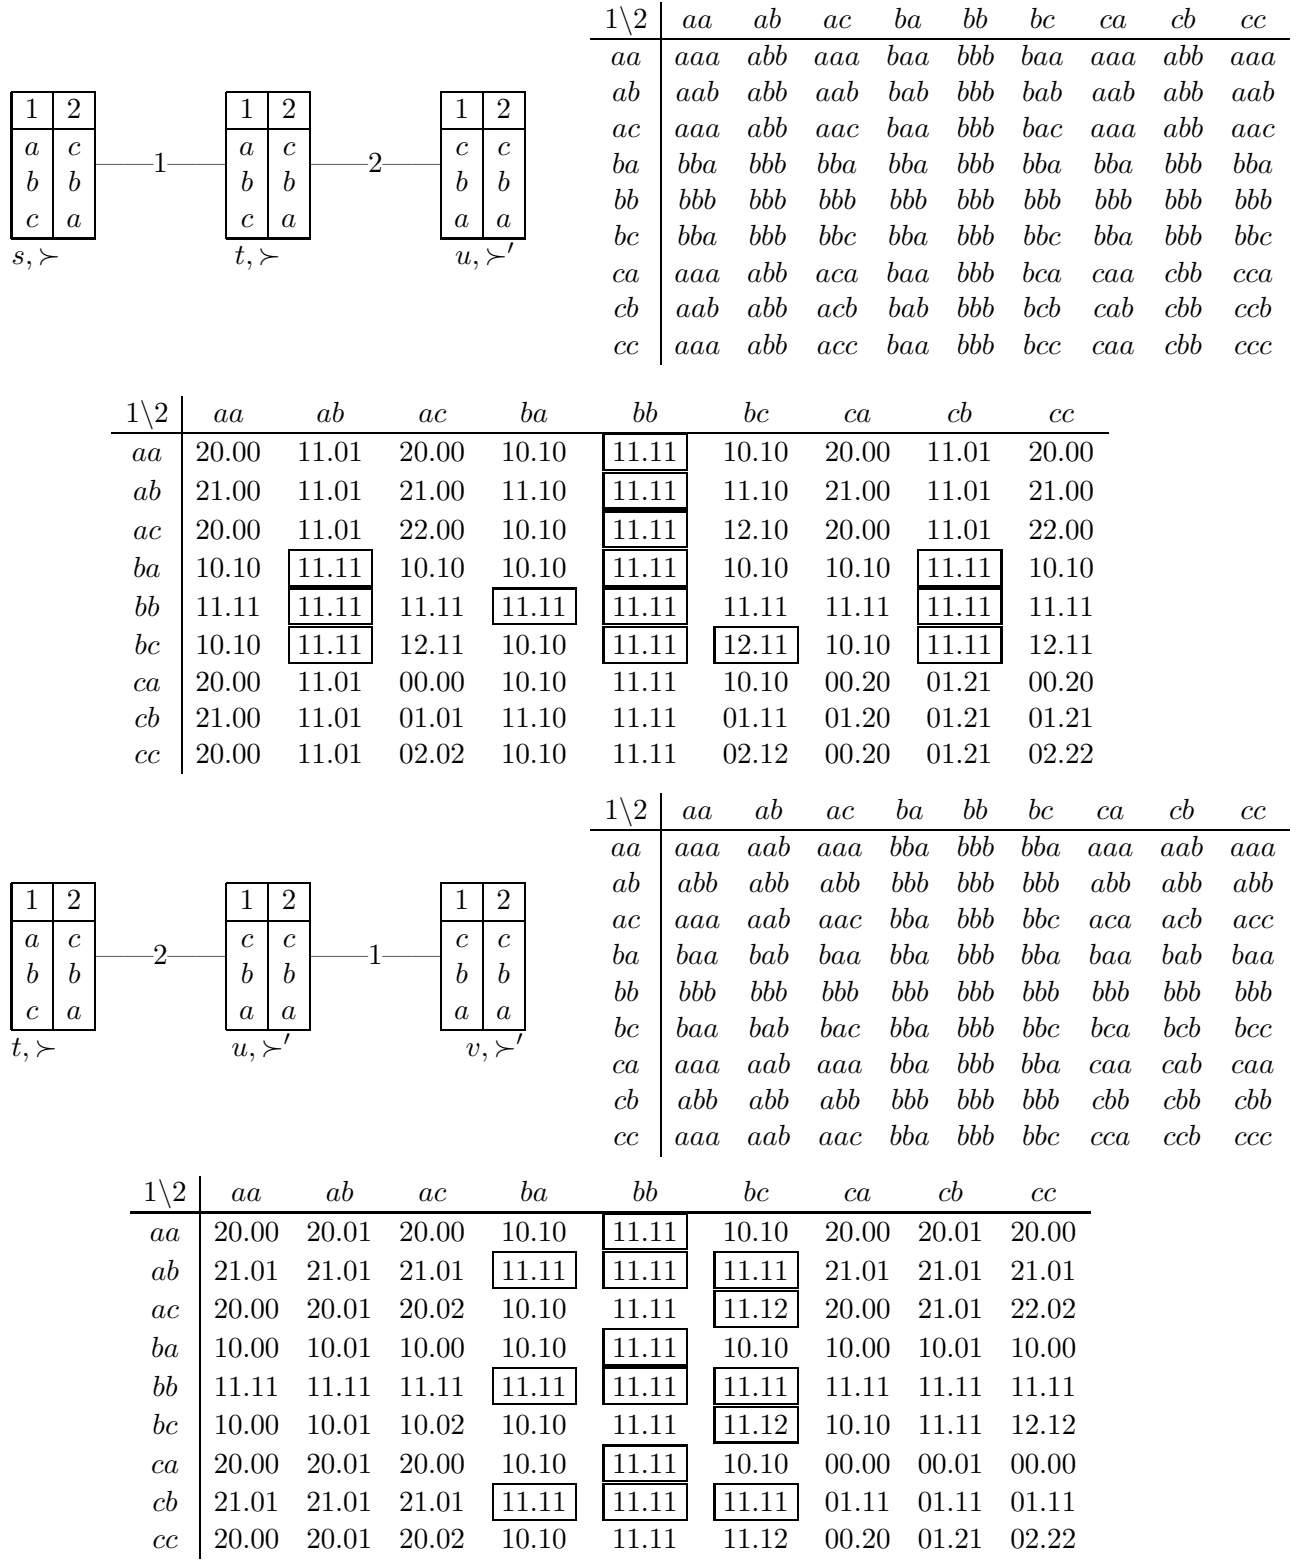 1\2 aa ab ac ba bb bc ca cb cc
aa aaa abb aaa baa bbb baa aaa abb aaa
ab aab abb aab bab bbb bab aab abb aab
ac aaa abb aac baa bbb bac aaa abb aac
ba bba bbb bba bba bbb bba bba bbb bba
bb bbb bbb bbb bbb bbb bbb bbb bbb bbb
bc bba bbb bbc bba bbb bbc bba bbb bbc
ca aaa abb aca baa bbb bca caa cbb cca
cb aab abb acb bab bbb bcb cab cbb ccb
cc aaa abb acc baa bbb bcc caa cbb ccc
1 2 1 2 1 2
a c a c c c
1 2
b b b b b b
c a c a a a
s, ≻ t, ≻ u, ≻′
1\2 aa ab ac ba bb bc ca cb cc
aa 20.00 11.01 20.00 10.10 11.11 10.10 20.00 11.01 20.00
ab 21.00 11.01 21.00 11.10 11.11 11.10 21.00 11.01 21.00
ac 20.00 11.01 22.00 10.10 11.11 12.10 20.00 11.01 22.00
ba 10.10 11.11 10.10 10.10 11.11 10.10 10.10 11.11 10.10
bb 11.11 11.11 11.11 11.11 11.11 11.11 11.11 11.11 11.11
bc 10.10 11.11 12.11 10.10 11.11 12.11 10.10 11.11 12.11
ca 20.00 11.01 00.00 10.10 11.11 10.10 00.20 01.21 00.20
cb 21.00 11.01 01.01 11.10 11.11 01.11 01.20 01.21 01.21
cc 20.00 11.01 02.02 10.10 11.11 02.12 00.20 01.21 02.22
1\2 aa ab ac ba bb bc ca cb cc
aa aaa aab aaa bba bbb bba aaa aab aaa
ab abb abb abb bbb bbb bbb abb abb abb
ac aaa aab aac bba bbb bbc aca acb acc
ba baa bab baa bba bbb bba baa bab baa
bb bbb bbb bbb bbb bbb bbb bbb bbb bbb
bc baa bab bac bba bbb bbc bca bcb bcc
ca aaa aab aaa bba bbb bba caa cab caa
cb abb abb abb bbb bbb bbb cbb cbb cbb
cc aaa aab aac bba bbb bbc cca ccb ccc
1 2 1 2 1 2
a c c c c c
2 1
b b b b b b
c a a a a a
t, ≻ u, ≻′ v, ≻′
1\2 aa ab ac ba bb bc ca cb cc
aa 20.00 20.01 20.00 10.10 11.11 10.10 20.00 20.01 20.00
ab 21.01 21.01 21.01 11.11 11.11 11.11 21.01 21.01 21.01
ac 20.00 20.01 20.02 10.10 11.11 11.12 20.00 21.01 22.02
ba 10.00 10.01 10.00 10.10 11.11 10.10 10.00 10.01 10.00
bb 11.11 11.11 11.11 11.11 11.11 11.11 11.11 11.11 11.11
bc 10.00 10.01 10.02 10.10 11.11 11.12 10.10 11.11 12.12
ca 20.00 20.01 20.00 10.10 11.11 10.10 00.00 00.01 00.00
cb 21.01 21.01 21.01 11.11 11.11 11.11 01.11 01.11 01.11
cc 20.00 20.01 20.02 10.10 11.11 11.12 00.20 01.21 02.22